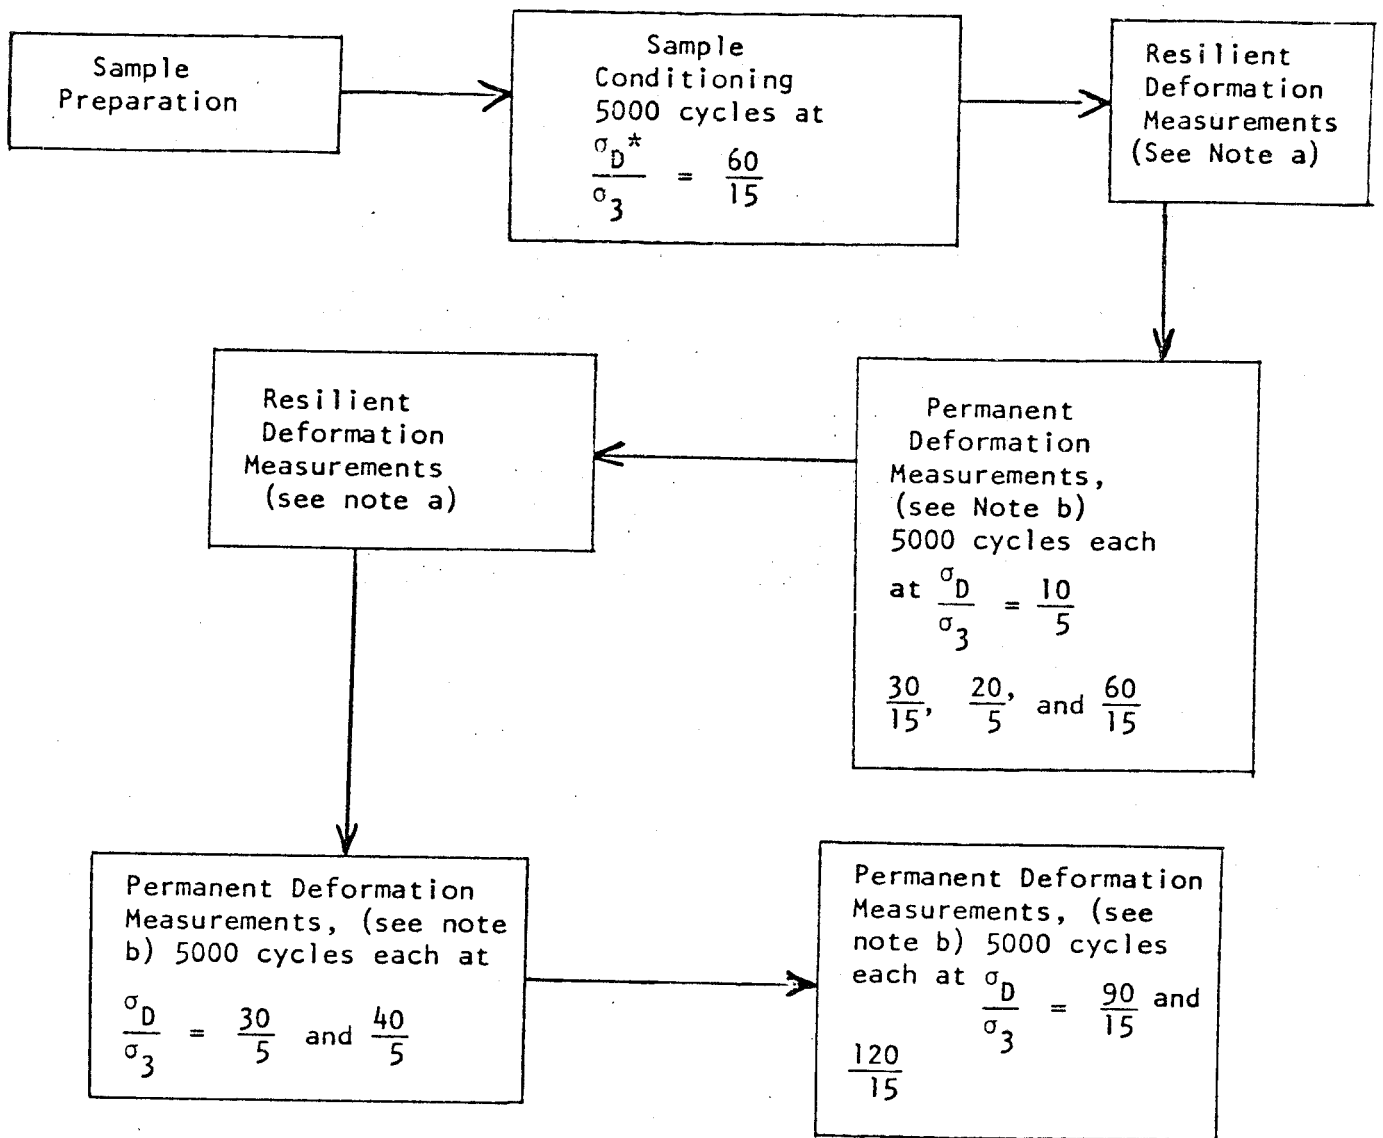 Sample
Preparation
Sample
Conditioning
5000 cycles at
σD*/σ3 = 60/15
Resilient
Deformation
Measurements
(See Note a)
Permanent
Deformation
Measurements,
(see Note b)
5000 cycles each
at σD/σ3 = 10/5
30/15, 20/5, and 60/15
Resilient
Deformation
Measurements
(see note a)
Permanent Deformation
Measurements, (see note
b) 5000 cycles each at
σD/σ3 = 30/5 and 40/5
Permanent Deformation
Measurements, (see
note b) 5000 cycles
each at σD/σ3 = 90/15 and
120/15